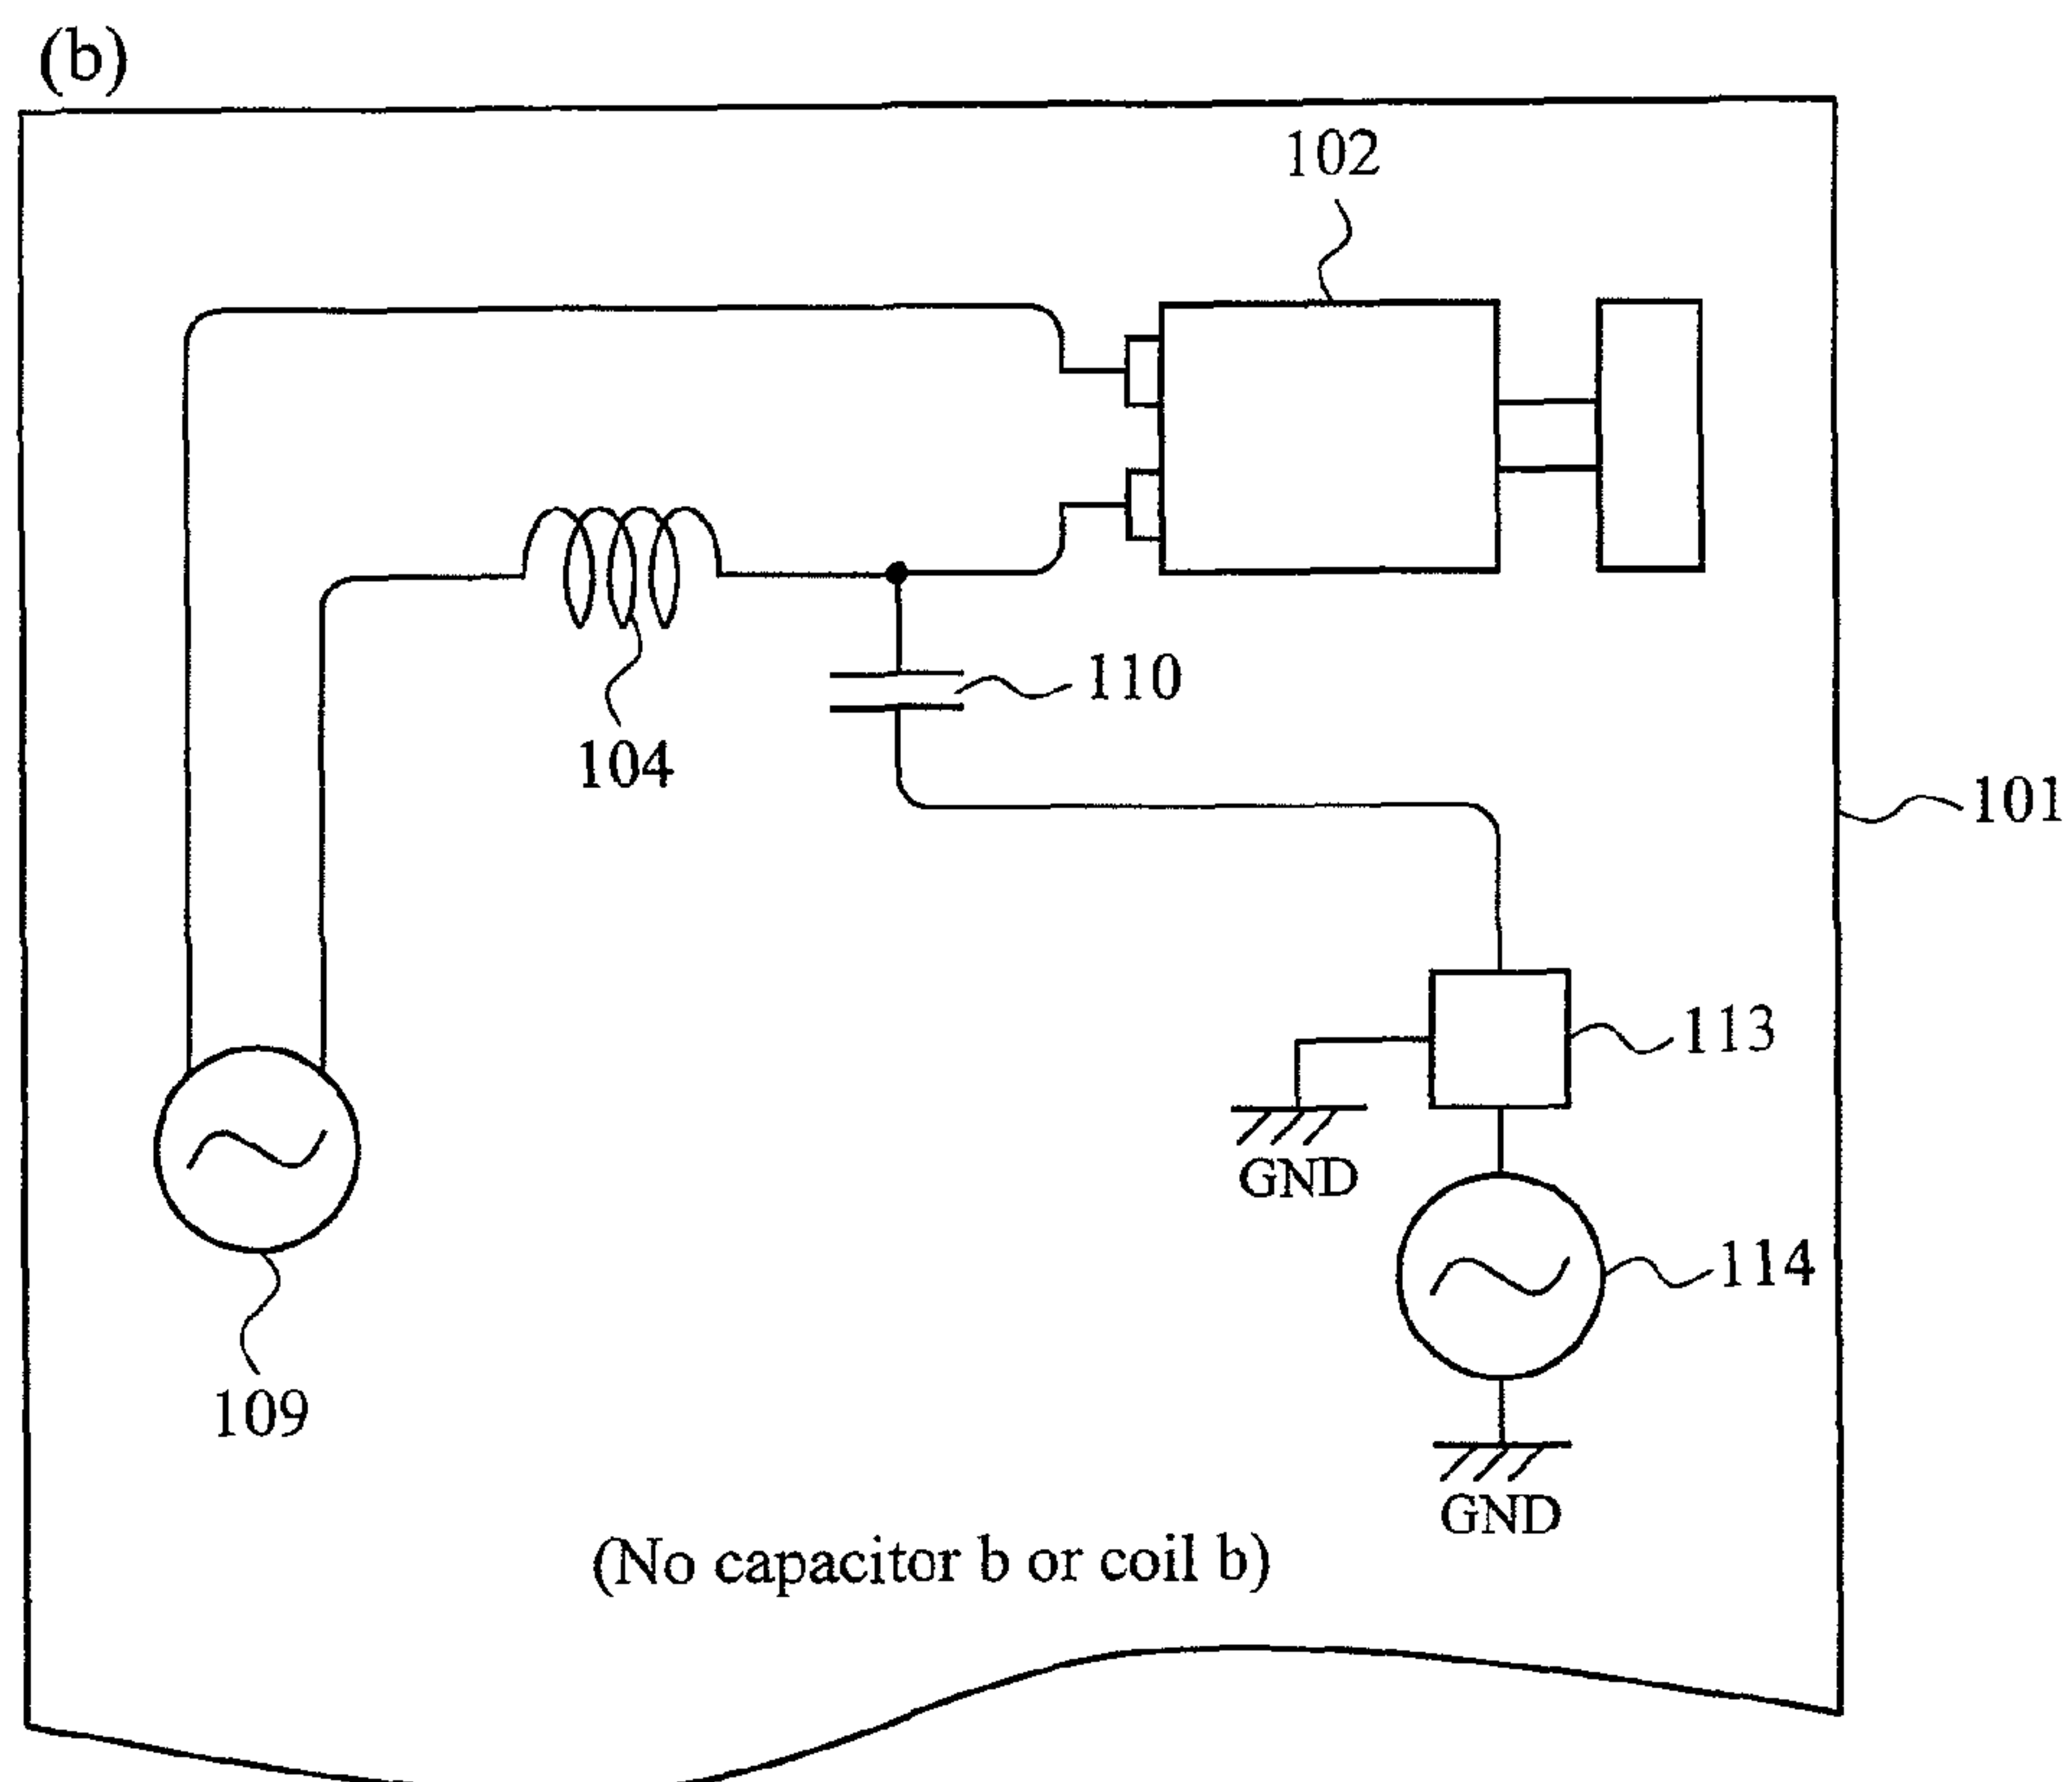 (b)
102
110
104
101
113
GND
114
109
GND
(No capacitor b or coil b)